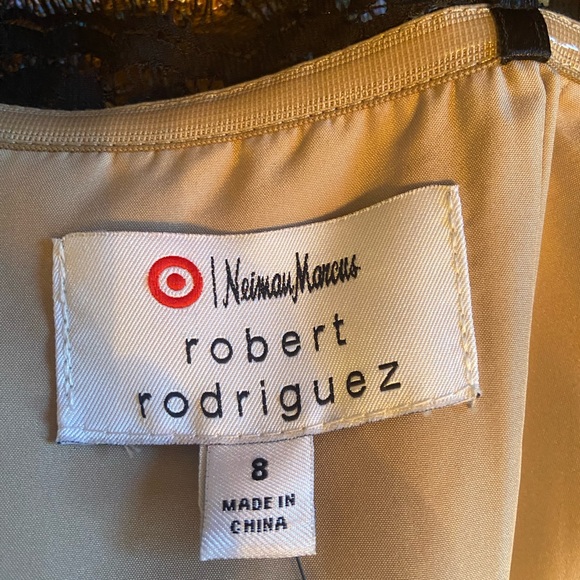 | Neiman Marcus
robert
rodriguez
8
MADE IN
CHINA